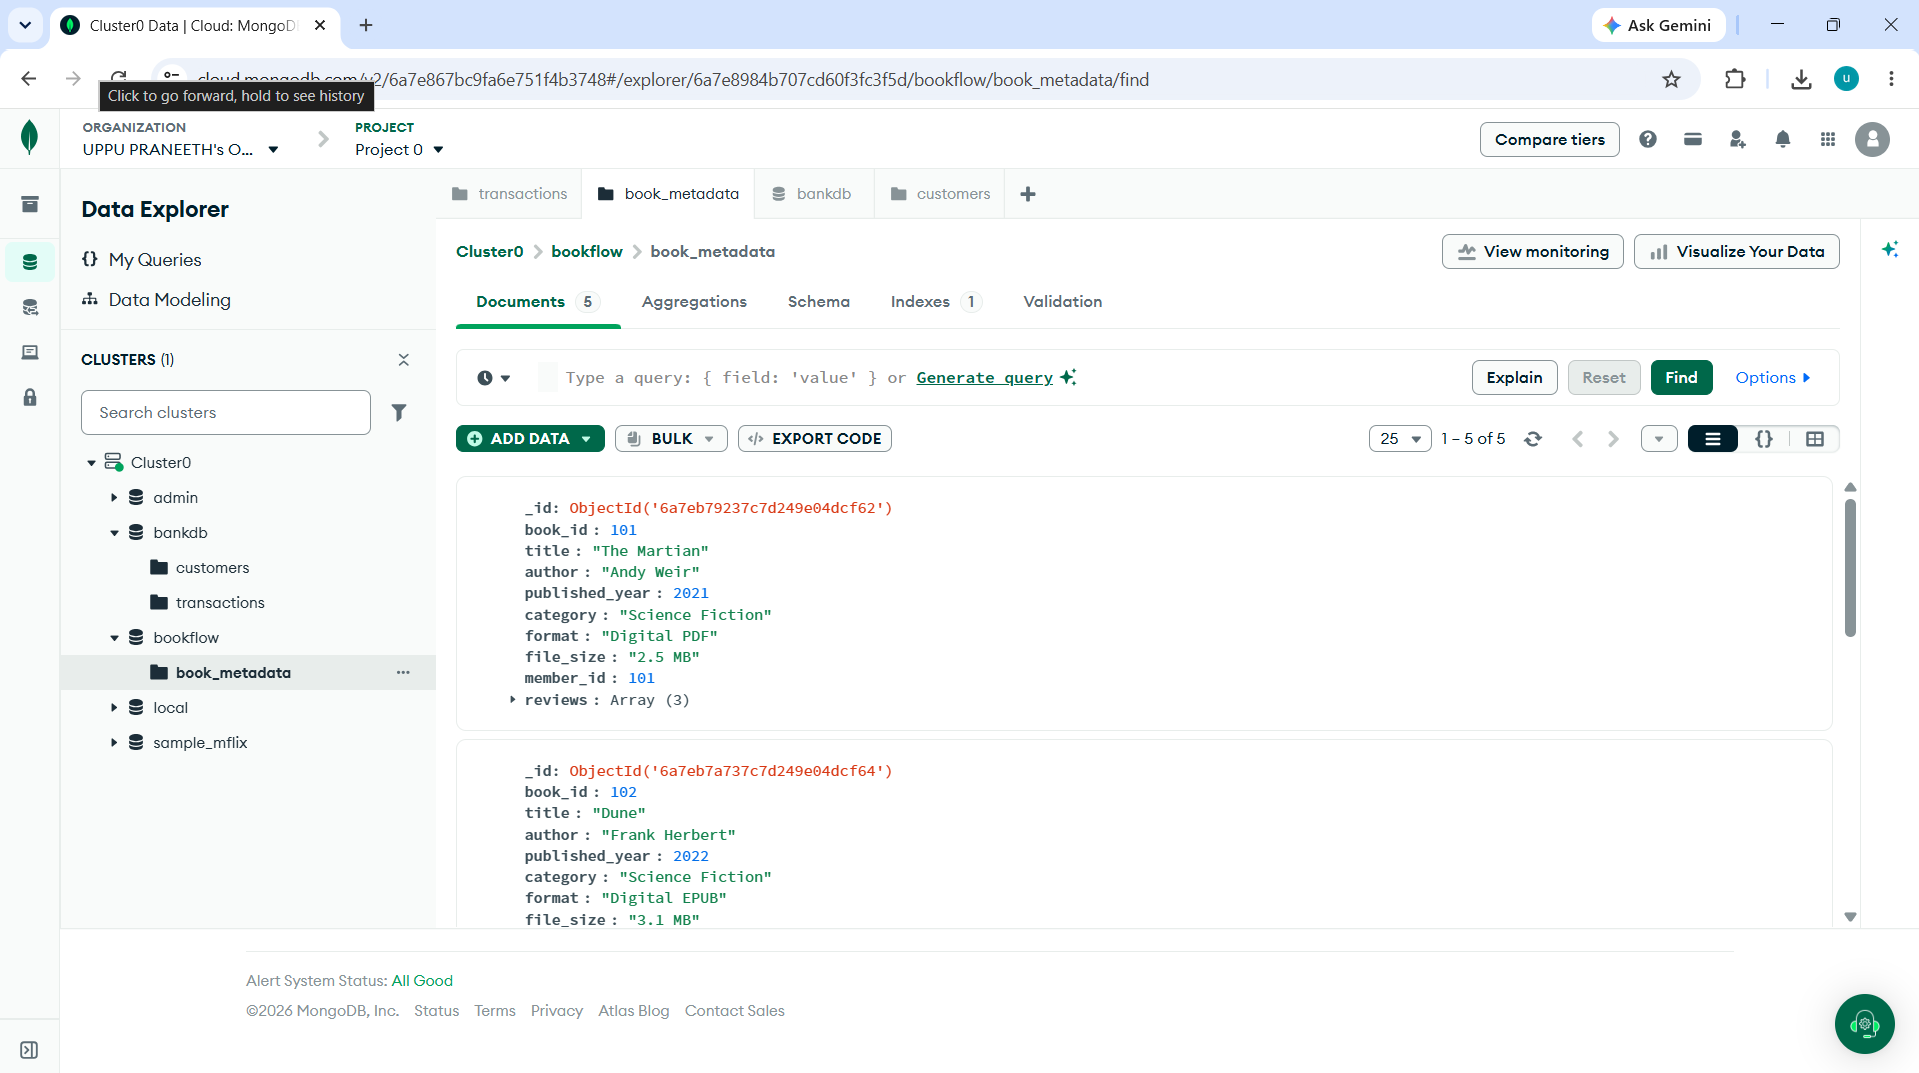 Cluster0 Data | Cloud: MongoD
Ask Gemini
cloud.mongodb.com/v2/6a7e867bc9fa6e751f4b3748#/explorer/6a7e8984b707cd60f3fc3f5d/bookflow/book_metadata/find
u
Click to go forward, hold to see history
ORGANIZATION
UPPU PRANEETH's O...
PROJECT
Project 0
Compare tiers
Data Explorer
My Queries
Data Modeling
CLUSTERS (1)
Search clusters
Cluster0
admin
bankdb
customers
transactions
bookflow
book_metadata
local
sample_mflix
transactions
book_metadata
bankdb
customers
Cluster0 > bookflow > book_metadata
View monitoring
Visualize Your Data
Documents 5
Aggregations
Schema
Indexes 1
Validation
Type a query: { field: 'value' } or Generate query
Explain
Reset
Find
Options
ADD DATA
BULK
EXPORT CODE
25
1 – 5 of 5
_id: ObjectId('6a7eb79237c7d249e04dcf62')
book_id : 101
title : "The Martian"
author : "Andy Weir"
published_year : 2021
category : "Science Fiction"
format : "Digital PDF"
file_size : "2.5 MB"
member_id : 101
reviews : Array (3)
_id: ObjectId('6a7eb7a737c7d249e04dcf64')
book_id : 102
title : "Dune"
author : "Frank Herbert"
published_year : 2022
category : "Science Fiction"
format : "Digital EPUB"
file_size : "3.1 MB"
Alert System Status: All Good
©2026 MongoDB, Inc. Status Terms Privacy Atlas Blog Contact Sales